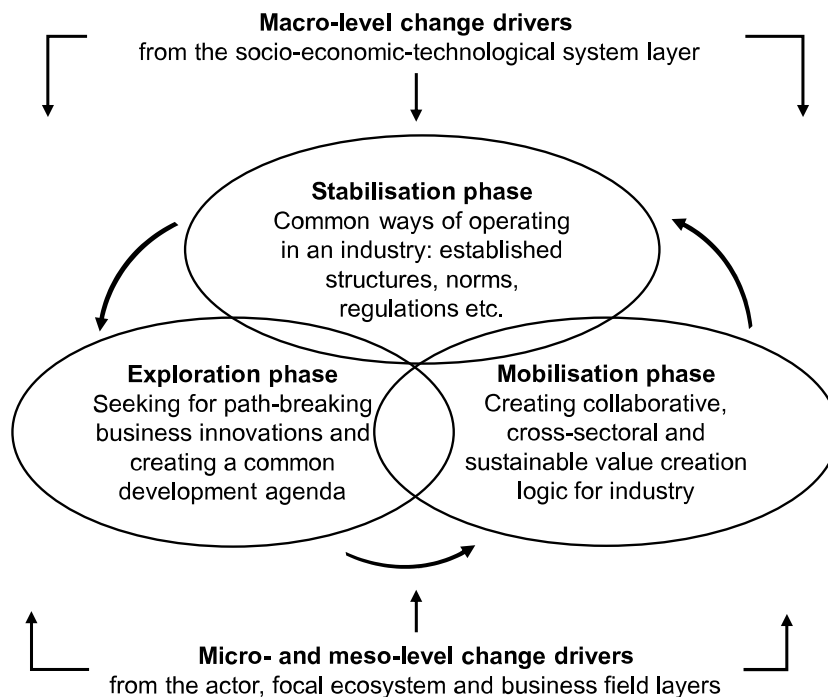 Macro-level change drivers
from the socio-economic-technological system layer
Stabilisation phase
Common ways of operating
in an industry: established
structures, norms,
regulations etc.
Exploration phase
Seeking for path-breaking
business innovations and
creating a common
development agenda
Mobilisation phase
Creating collaborative,
cross-sectoral and
sustainable value creation
logic for industry
Micro- and meso-level change drivers
from the actor, focal ecosystem and business field layers